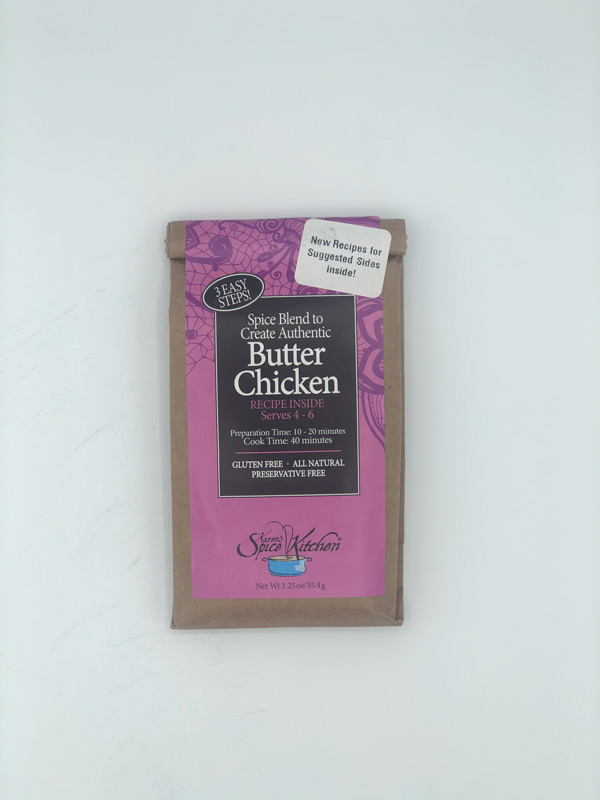 New Recipes for
Suggested Sides
inside!
3 EASY
STEPS!
Spice Blend to
Create Authentic
Butter
Chicken
RECIPE INSIDE
Serves 4 - 6
Preparation Time: 10 - 20 minutes
Cook Time: 40 minutes
GLUTEN FREE · ALL NATURAL
PRESERVATIVE FREE
Karen's
Spice Kitchen®
Net Wt 1.25oz/35.4g